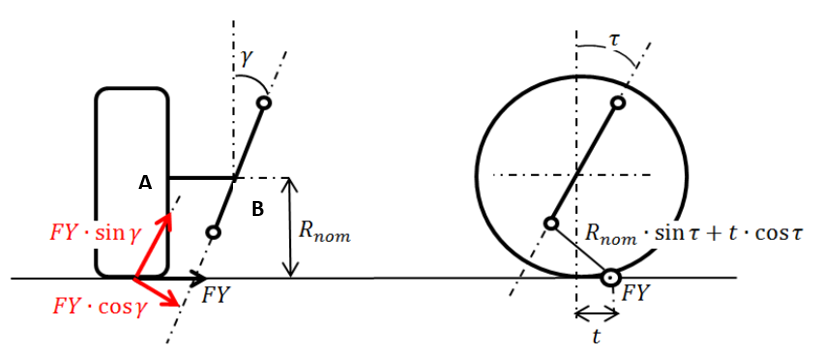 γ
τ
A
B
FY · sin γ
R_nom
R_nom · sin τ + t · cos τ
FY · cos γ
FY
FY
t